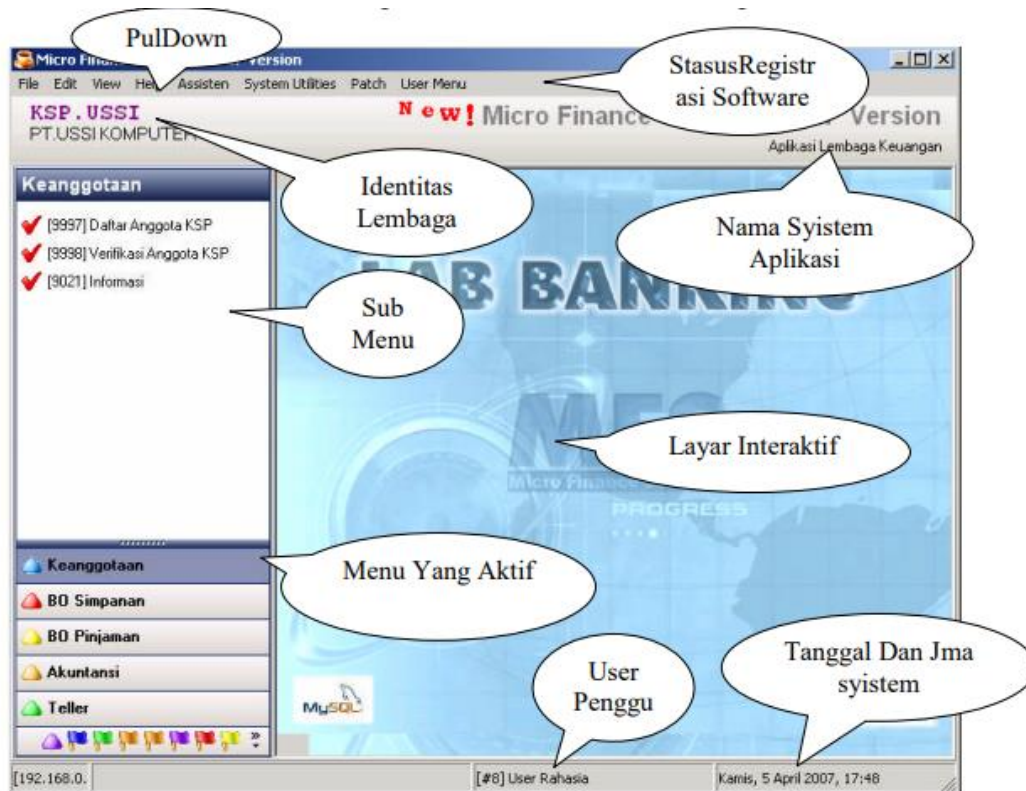 PulDown
StasusRegistr
asi Software
Micro Fi
rsion
File Edit View Hel Assisten System Utilities Patch User Menu
KSP.USSI
PT.USSI KOMPUTER
New! Micro Finance
Version
Aplikasi Lembaga Keuangan
Identitas
Lembaga
Nama Syistem
Aplikasi
Keanggotaan
[9997] Daftar Anggota KSP
[9998] Verifikasi Anggota KSP
[9021] Informasi
Sub
Menu
BANKING
Layar Interaktif
Micro Finan
PROGRESS
Menu Yang Aktif
Keanggotaan
BO Simpanan
BO Pinjaman
Akuntansi
Teller
MySQL
User
Penggu
Tanggal Dan Jma
syistem
[192.168.0.
[#8] User Rahasia
Kamis, 5 April 2007, 17:48